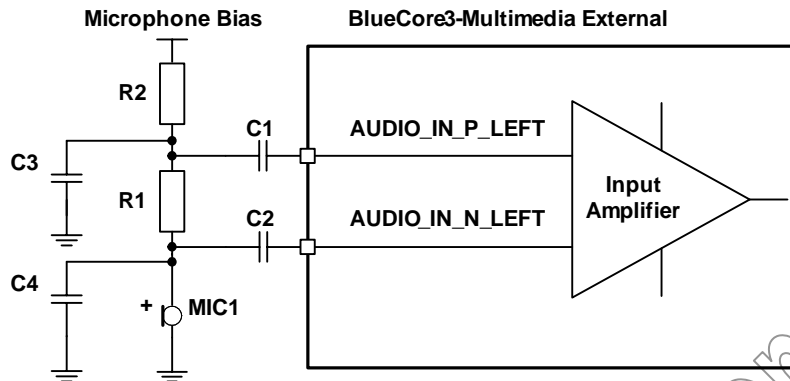 Microphone Bias
BlueCore3-Multimedia External
R2
C1
AUDIO_IN_P_LEFT
C3
R1
Input
Amplifier
C2
AUDIO_IN_N_LEFT
C4
+
MIC1